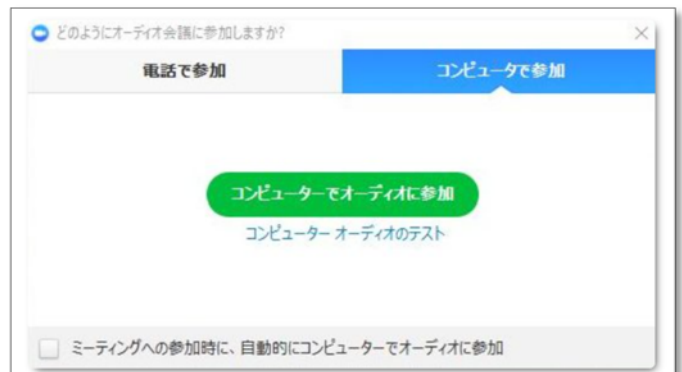 どのようにオーディオ会議に参加しますか?
電話で参加
コンピュータで参加
コンピューターでオーディオに参加
コンピューター オーディオのテスト
ミーティングへの参加時に、自動的にコンピューターでオーディオに参加